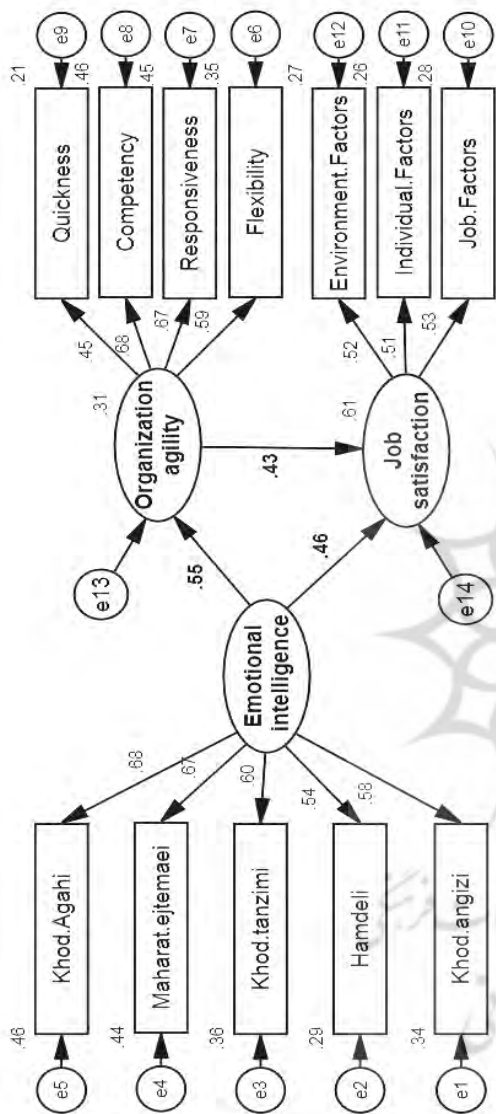 .46
e5
Khod.Agahi
.44
e4
Maharat.ejtemaei
.36
e3
Khod.tanzimi
.29
e2
Hamdeli
.34
e1
Khod.angizi
.68
.67
.60
.54
.58
Emotional
intelligence
.55
.46
e13
.31
Organization
agility
.43
.61
Job
satisfaction
e14
.45
.68
.67
.59
.52
.51
.53
.21
Quickness
e9
.46
Competency
e8
.45
Responsiveness
e7
.35
Flexibility
e6
.27
Environment.Factors
e12
.26
Individual.Factors
e11
.28
Job.Factors
e10